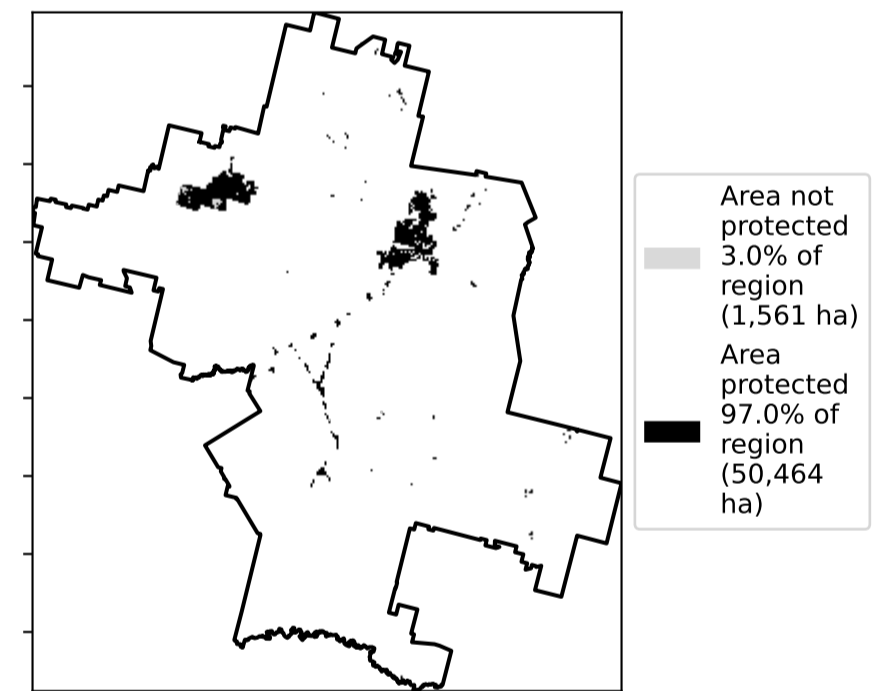 Area not
protected
3.0% of
region
(1,561 ha)
Area
protected
97.0% of
region
(50,464
ha)